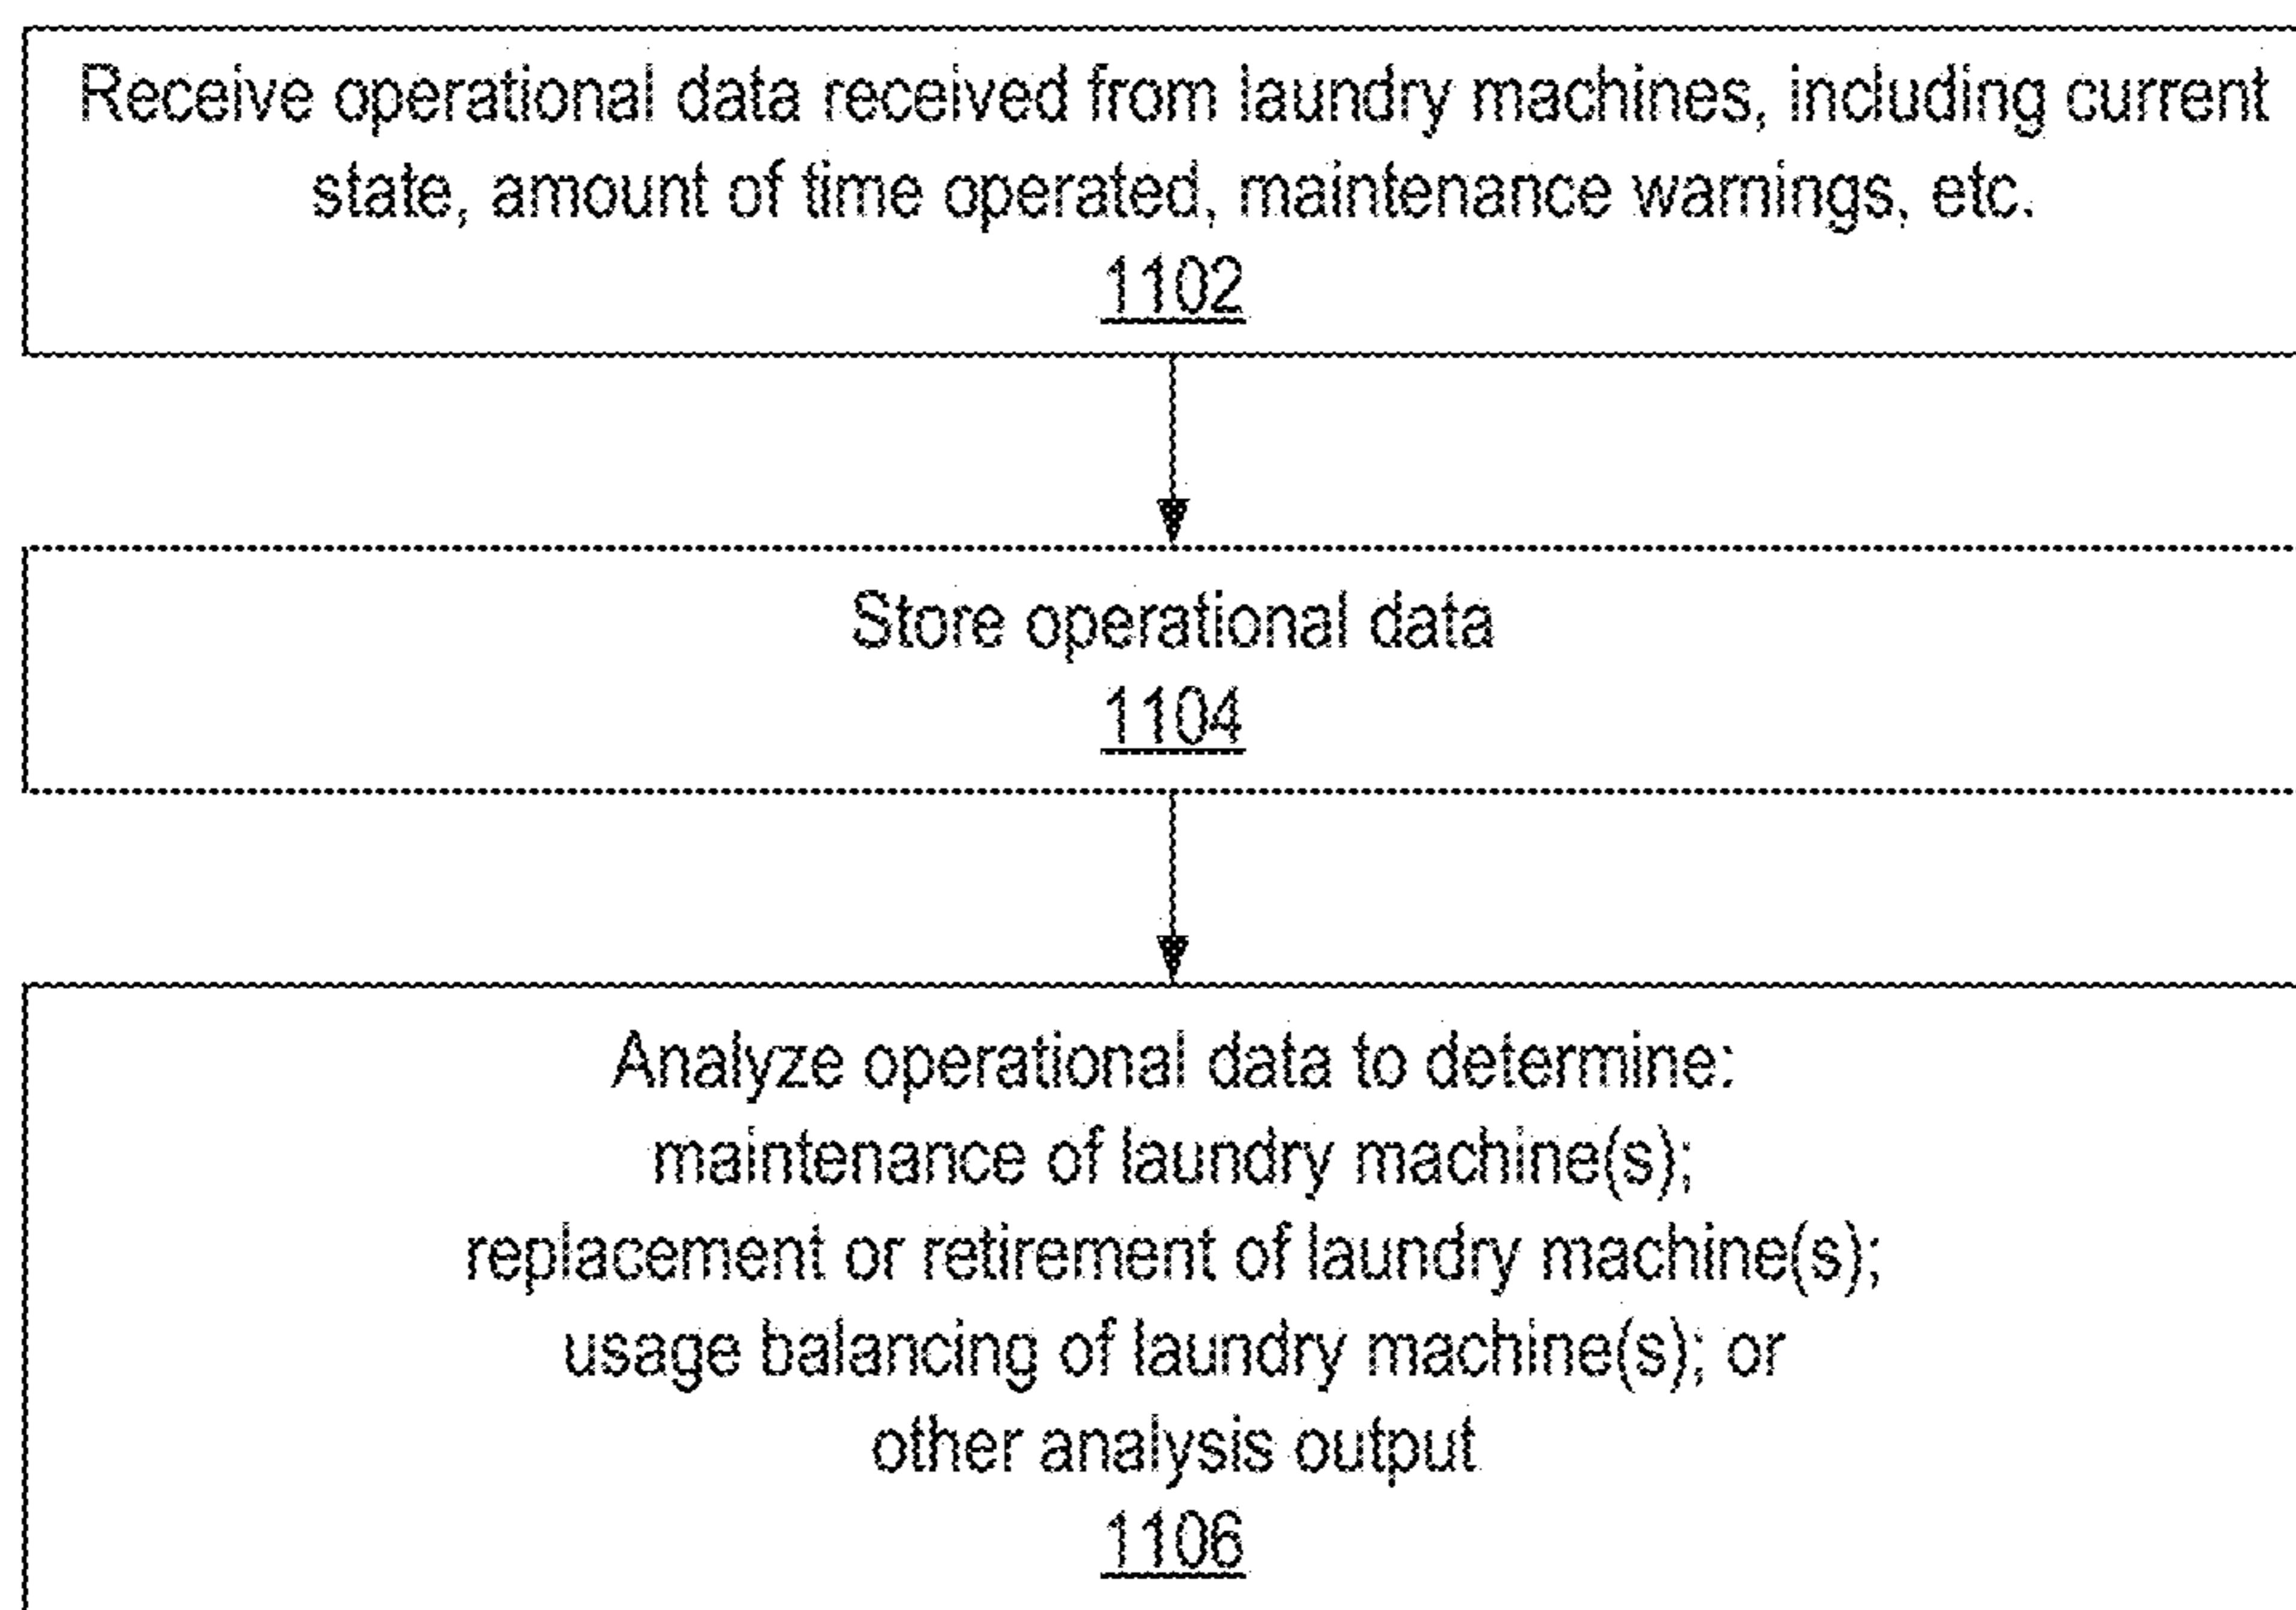 Receive operational data received from laundry machines, including current
state, amount of time operated, maintenance warnings, etc.
1102
Store operational data
1104
Analyze operational data to determine:
maintenance of laundry machine(s);
replacement or retirement of laundry machine(s);
usage balancing of laundry machine(s); or
other analysis output
1106